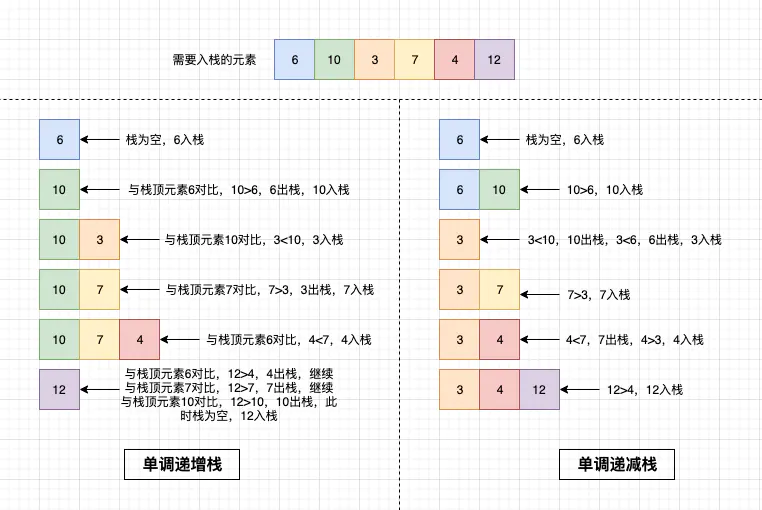 需要入栈的元素
6 10 3 7 4 12
6 栈为空，6入栈
10 与栈顶元素6对比，10>6，6出栈，10入栈
10 3 与栈顶元素10对比，3<10，3入栈
10 7 与栈顶元素7对比，7>3，3出栈，7入栈
10 7 4 与栈顶元素6对比，4<7，4入栈
12 与栈顶元素6对比，12>4，4出栈，继续
与栈顶元素7对比，12>7，7出栈，继续
与栈顶元素10对比，12>10，10出栈，此
时栈为空，12入栈
单调递增栈
6 栈为空，6入栈
6 10 10>6，10入栈
3 3<10，10出栈，3<6，6出栈，3入栈
3 7 7>3，7入栈
3 4 4<7，7出栈，4>3，4入栈
3 4 12 12>4，12入栈
单调递减栈